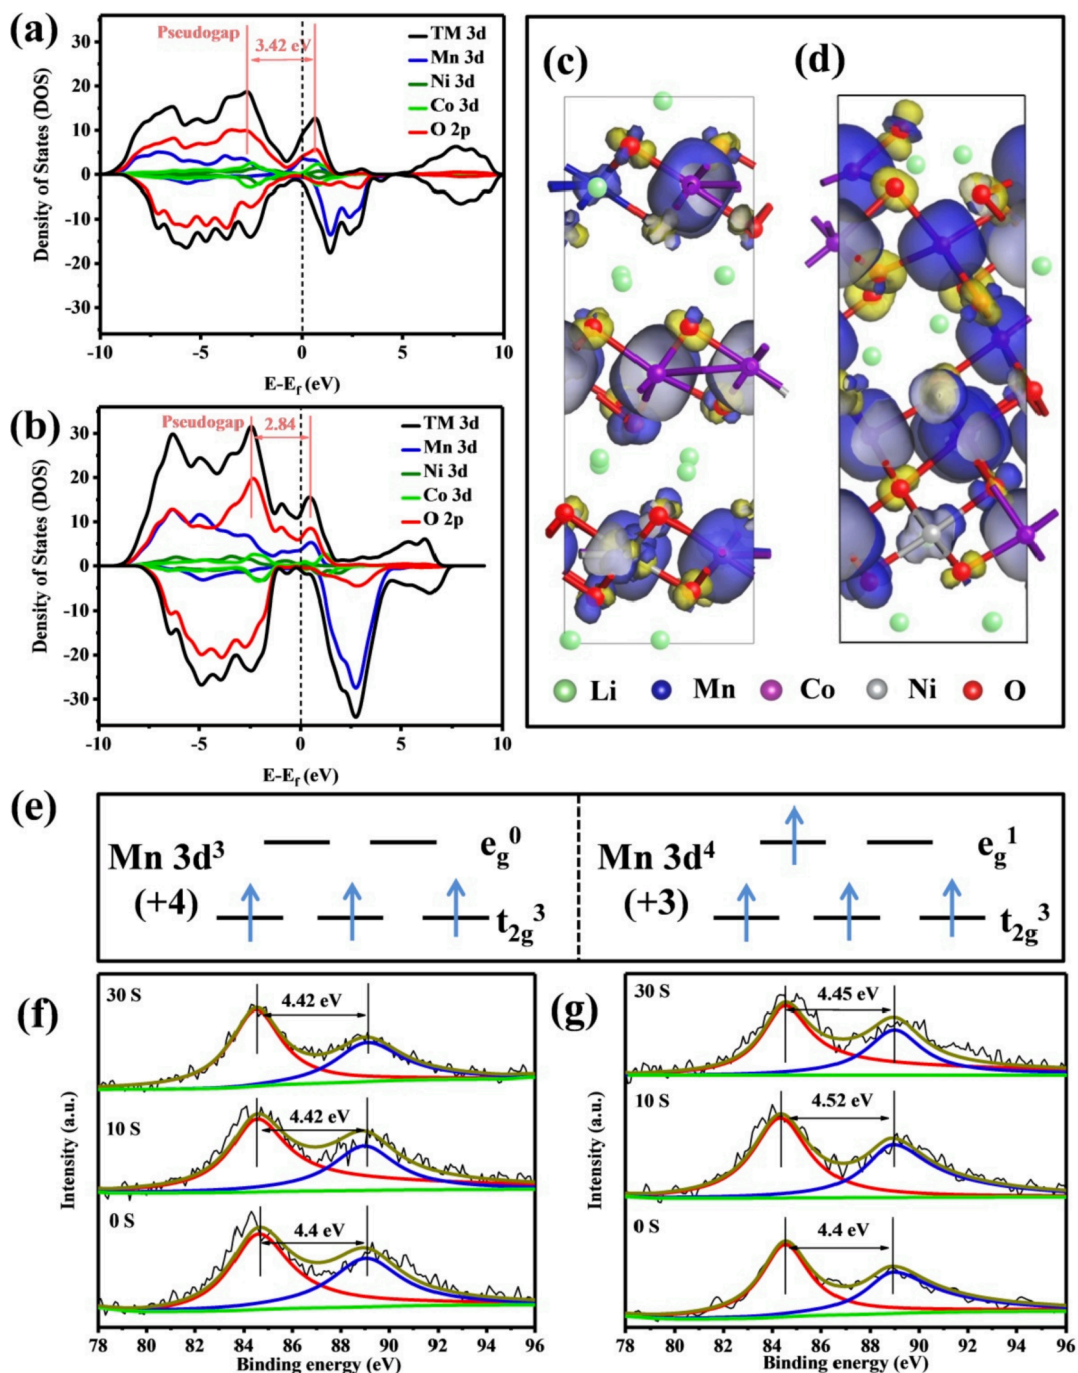 (a)
Pseudogap
3.42 eV
TM 3d
Mn 3d
Ni 3d
Co 3d
O 2p
30
20
10
0
-10
-20
-30
Density of States (DOS)
-10 -5 0 5 10
E-Ef (eV)
(b)
Pseudogap
2.84
TM 3d
Mn 3d
Ni 3d
Co 3d
O 2p
30
20
10
0
-10
-20
-30
Density of States (DOS)
-10 -5 0 5 10
E-Ef (eV)
(c)
(d)
Li Mn Co Ni O
(e)
Mn 3d³
(+4)
eg⁰
t2g³
Mn 3d⁴
(+3)
eg¹
t2g³
(f)
30 S
4.42 eV
10 S
4.42 eV
0 S
4.4 eV
Intensity (a.u.)
78 80 82 84 86 88 90 92 94 96
Binding energy (eV)
(g)
30 S
4.45 eV
10 S
4.52 eV
0 S
4.4 eV
Intensity (a.u.)
78 80 82 84 86 88 90 92 94 96
Binding energy (eV)